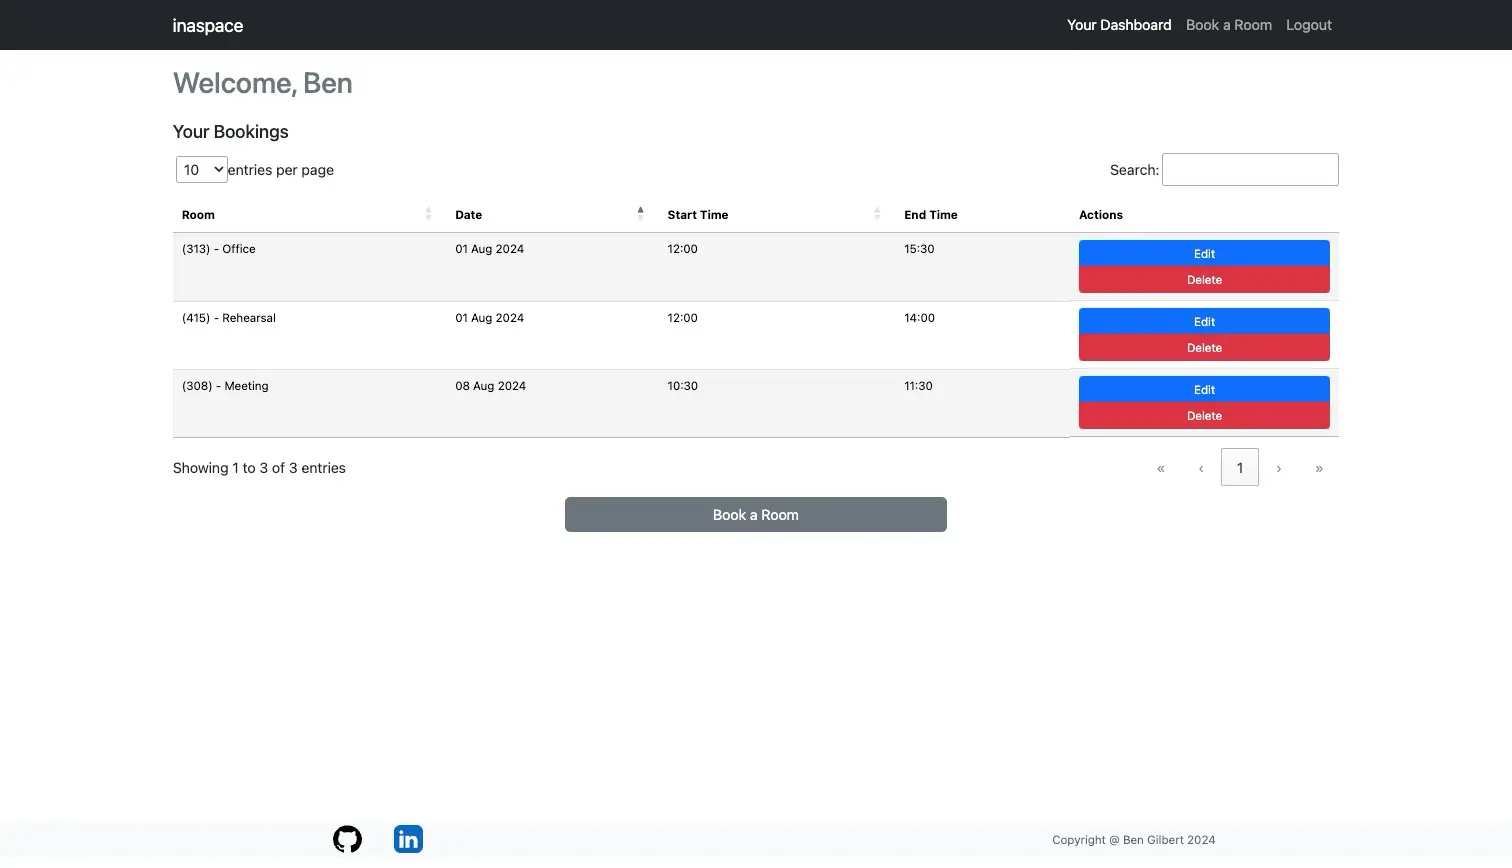 inaspace Your Dashboard Book a Room Logout
Welcome, Ben
Your Bookings
10 entries per page Search:
Room Date Start Time End Time Actions
(313) - Office 01 Aug 2024 12:00 15:30 Edit
Delete
(415) - Rehearsal 01 Aug 2024 12:00 14:00 Edit
Delete
(308) - Meeting 08 Aug 2024 10:30 11:30 Edit
Delete
Showing 1 to 3 of 3 entries « ‹ 1 › »
Book a Room
in Copyright @ Ben Gilbert 2024